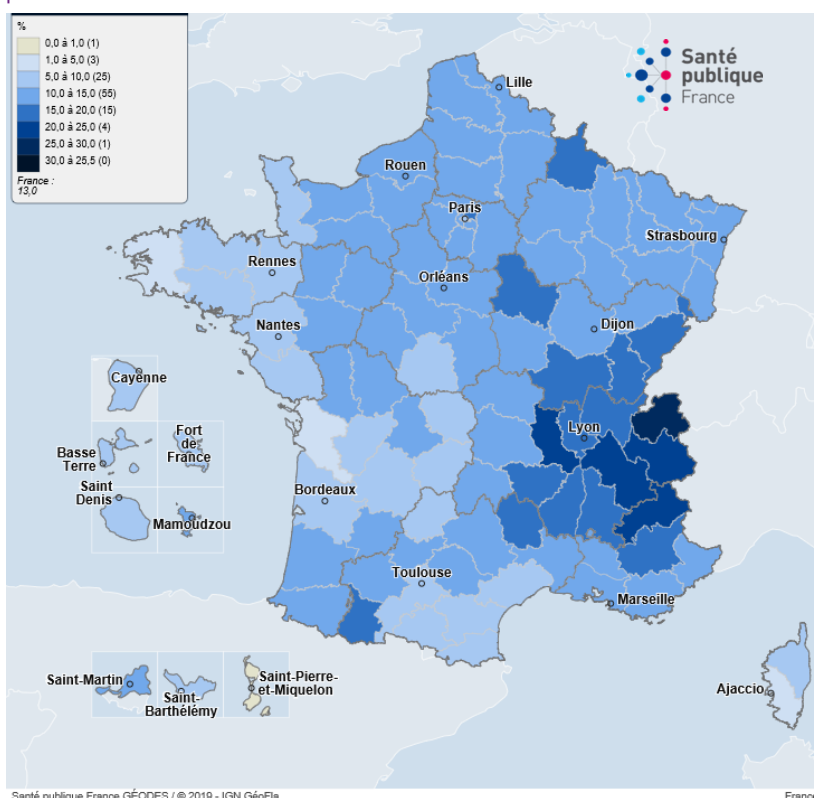 %
0,0 à 1,0 (1)
1,0 à 5,0 (3)
5,0 à 10,0 (25)
10,0 à 15,0 (55)
15,0 à 20,0 (15)
20,0 à 25,0 (4)
25,0 à 30,0 (1)
30,0 à 25,5 (0)
France :
13,0
Santé
publique
France
Lille
Rouen
Paris
Strasbourg
Rennes
Orléans
Nantes
Dijon
Cayenne
Lyon
Fort
de
France
Basse
Terre
Saint
Denis
Bordeaux
Mamoudzou
Toulouse
Marseille
Saint-Martin
Saint-
Barthélémy
Saint-Pierre-
et-Miquelon
Ajaccio
Santé publique France GÉODES / © 2019 - IGN GéoFla
France